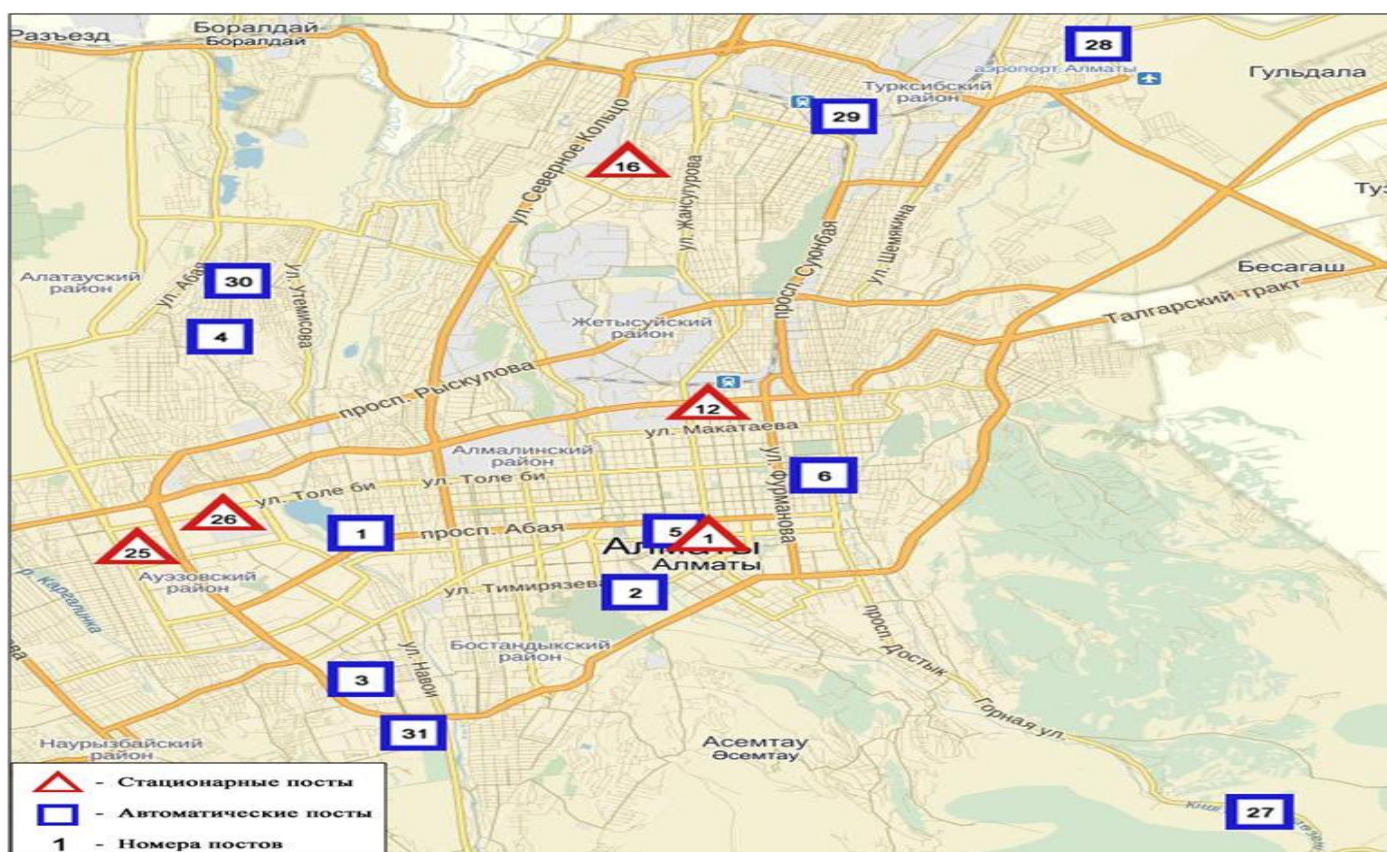 Разъезд
Боралдай-
Боралдай
28
аэропорт Алматы
Гульдала
Турксибский
район
29
ул. Северное Кольцо
16
ул. Жансугурова
просп. Суюнбая
ул. Шемякина
Алатауский
район
ул. Абая
30
ул. Утемисова
4
Бесагаш
Талгарский тракт
Жетысуйский
район
просп. Рыскулова
12
ул. Макатаева
Алмалинский
район
ул. Толе би
ул. Толе би
6
ул. Фурманова
26
25
1
просп. Абая
5
1
Алматы
Алматы
Ауэзовский
район
р. Каргалинка
ул. Тимирязева
2
Бостандыкский
район
ул. Навои
3
31
просп. Достык
Горная ул.
Наурызбайский
район
Асемтау
Әсемтау
27
- Стационарные посты
- Автоматические посты
1 - Номера постов